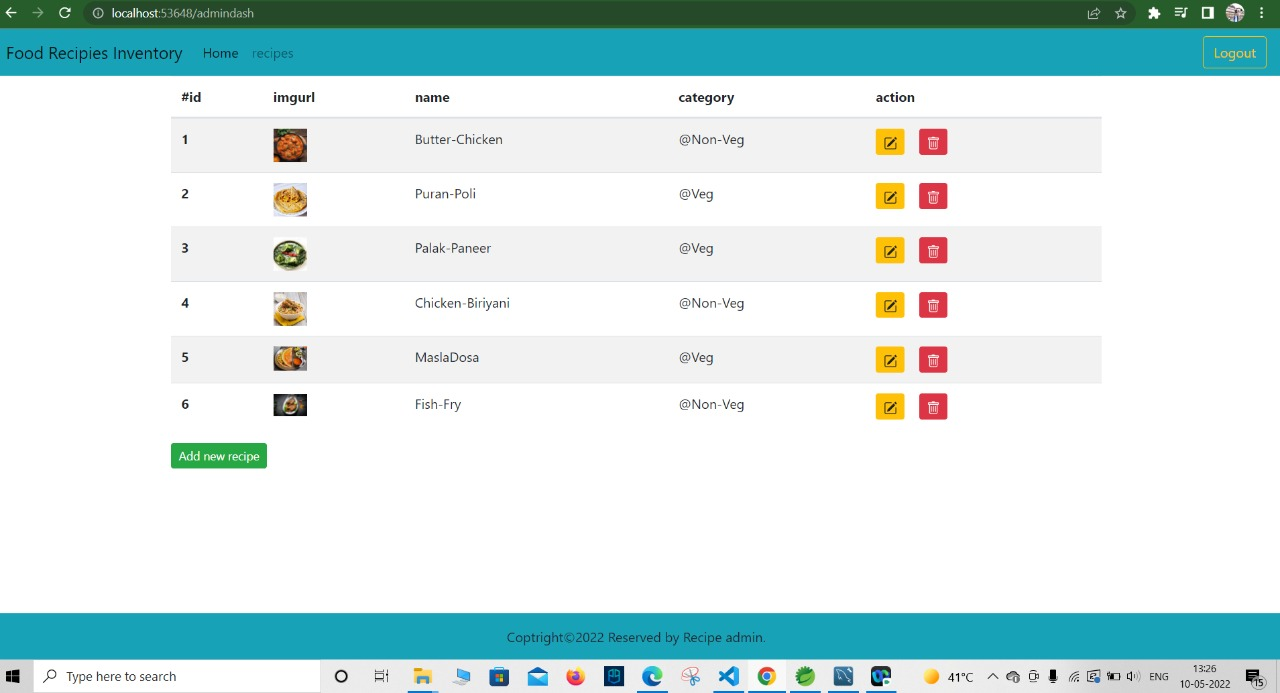 localhost:53648/admindash
Food Recipies Inventory Home recipes Logout
#id imgurl name category action
1 Butter-Chicken @Non-Veg
2 Puran-Poli @Veg
3 Palak-Paneer @Veg
4 Chicken-Biriyani @Non-Veg
5 MaslaDosa @Veg
6 Fish-Fry @Non-Veg
Add new recipe
Coptright©2022 Reserved by Recipe admin.
Type here to search 41°C ENG 13:26
10-05-2022 15